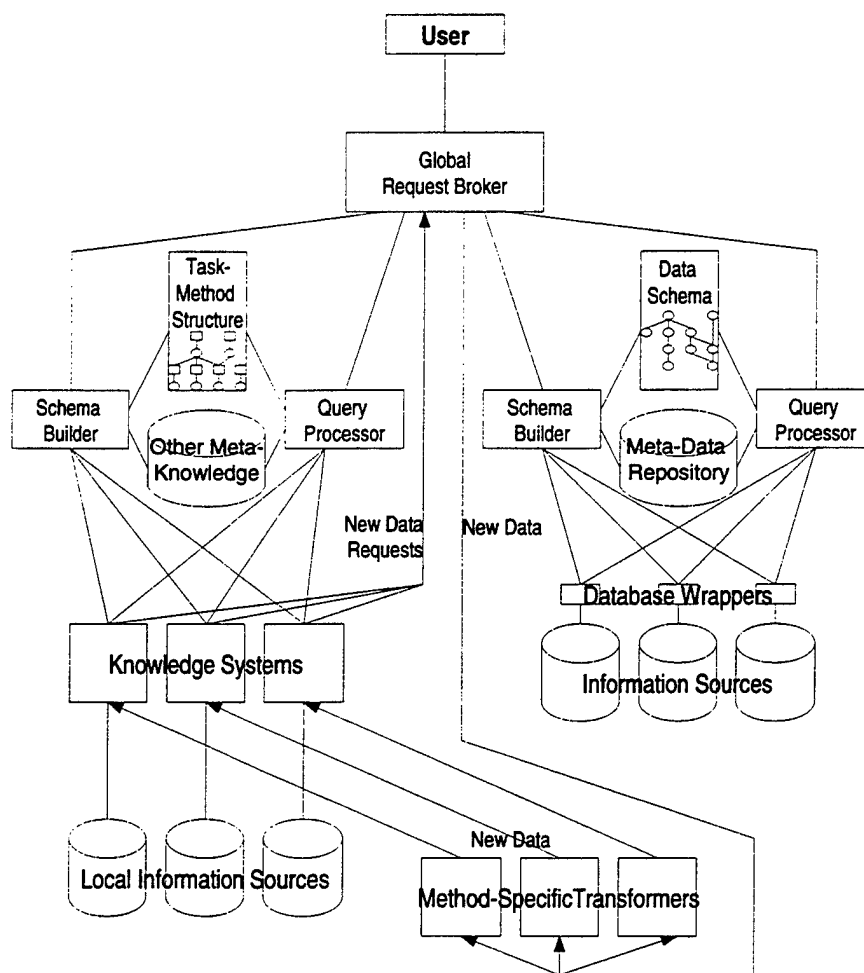 User
Global
Request Broker
Task-
Method
Structure
Data
Schema
Schema
Builder
Other Meta-
Knowledge
Query
Processor
Schema
Builder
Meta-Data
Repository
Query
Processor
New Data
Requests
New Data
Database Wrappers
Knowledge Systems
Information Sources
New Data
Local Information Sources
Method-SpecificTransformers